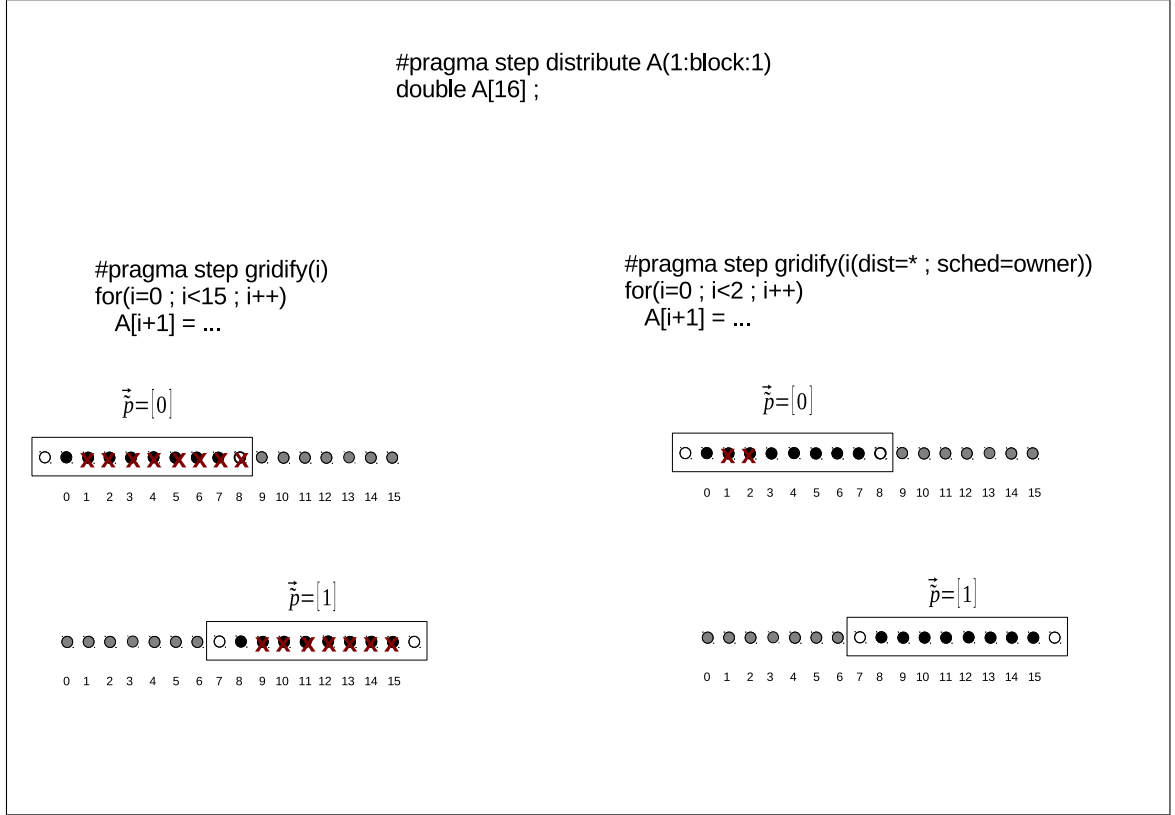 #pragma step distribute A(1:block:1)
double A[16] ;
#pragma step gridify(i)
for(i=0 ; i<15 ; i++)
A[i+1] = ...
p=[0]
X X X X X X X X
0 1 2 3 4 5 6 7 8 9 10 11 12 13 14 15
p=[1]
X X X X X X X
0 1 2 3 4 5 6 7 8 9 10 11 12 13 14 15
#pragma step gridify(i(dist=* ; sched=owner))
for(i=0 ; i<2 ; i++)
A[i+1] = ...
p=[0]
X X
0 1 2 3 4 5 6 7 8 9 10 11 12 13 14 15
p=[1]
0 1 2 3 4 5 6 7 8 9 10 11 12 13 14 15